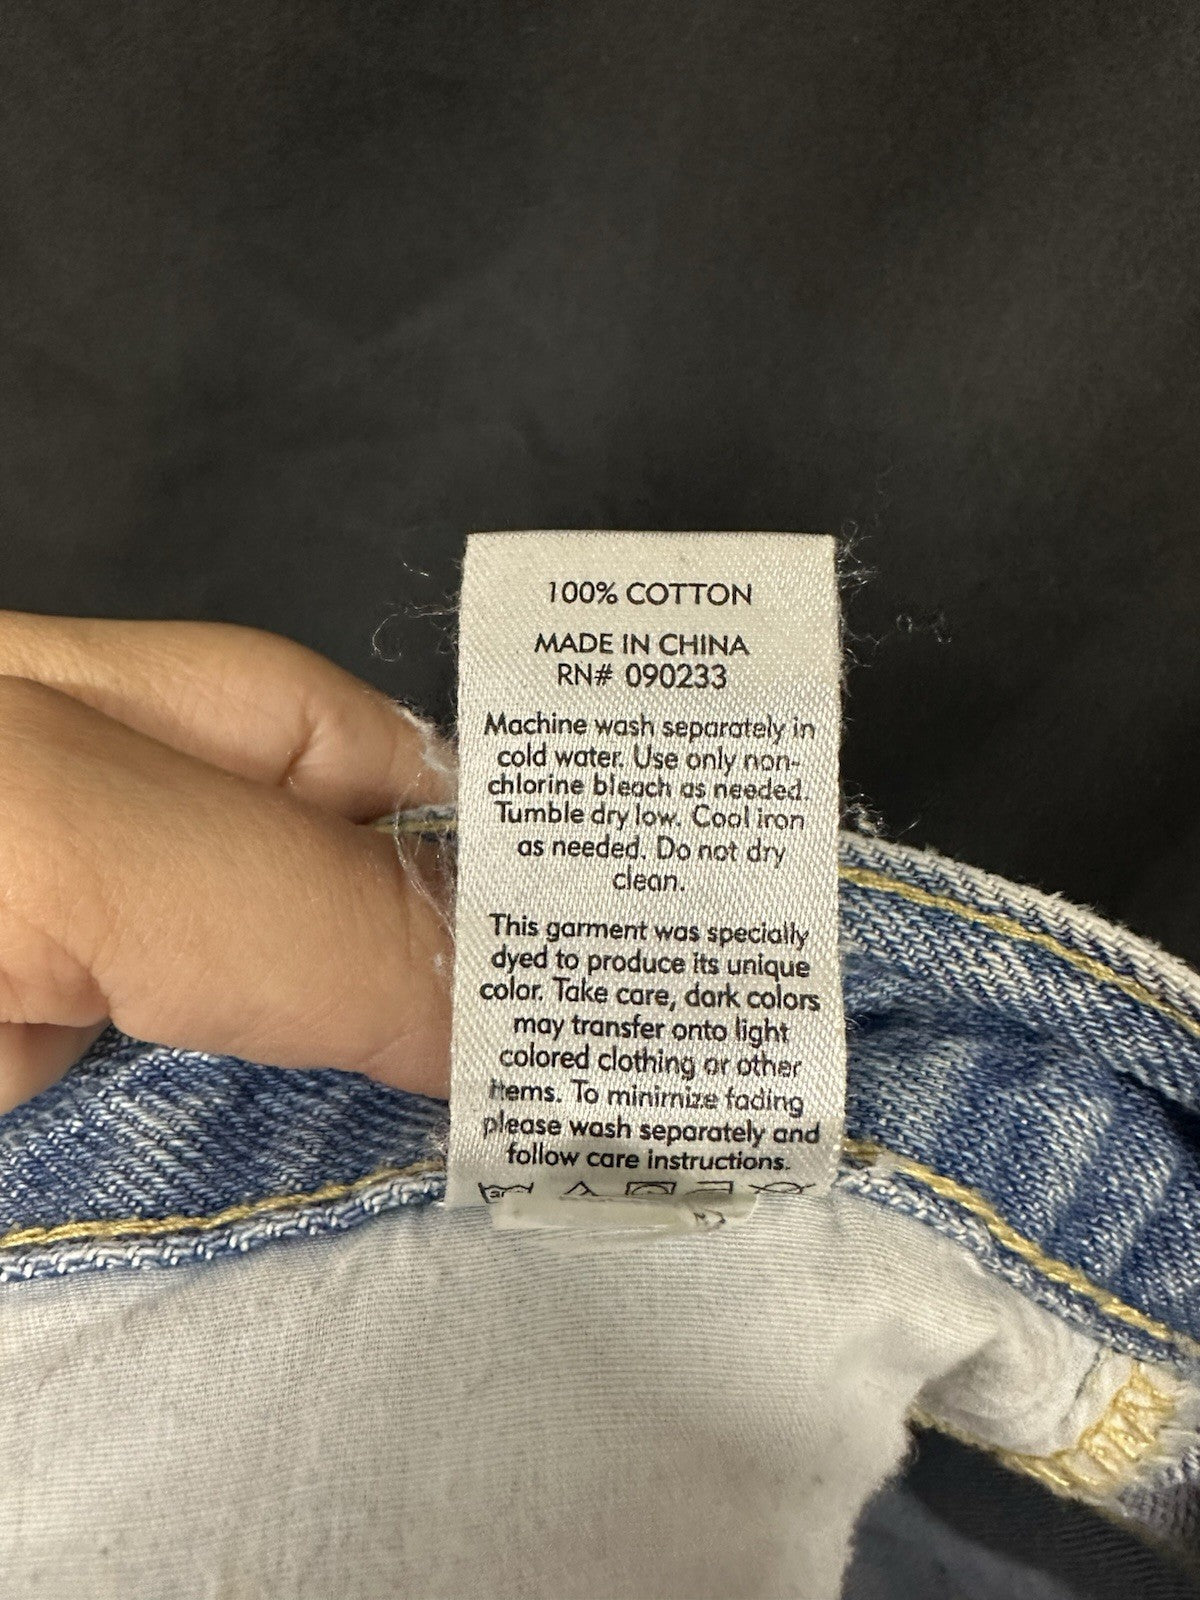 100% COTTON
MADE IN CHINA
RN# 090233
Machine wash separately in
cold water. Use only non-
chlorine bleach as needed.
Tumble dry low. Cool iron
as needed. Do not dry
clean.
This garment was specially
dyed to produce its unique
color. Take care, dark colors
may transfer onto light
colored clothing or other
items. To minimize fading
please wash separately and
follow care instructions.